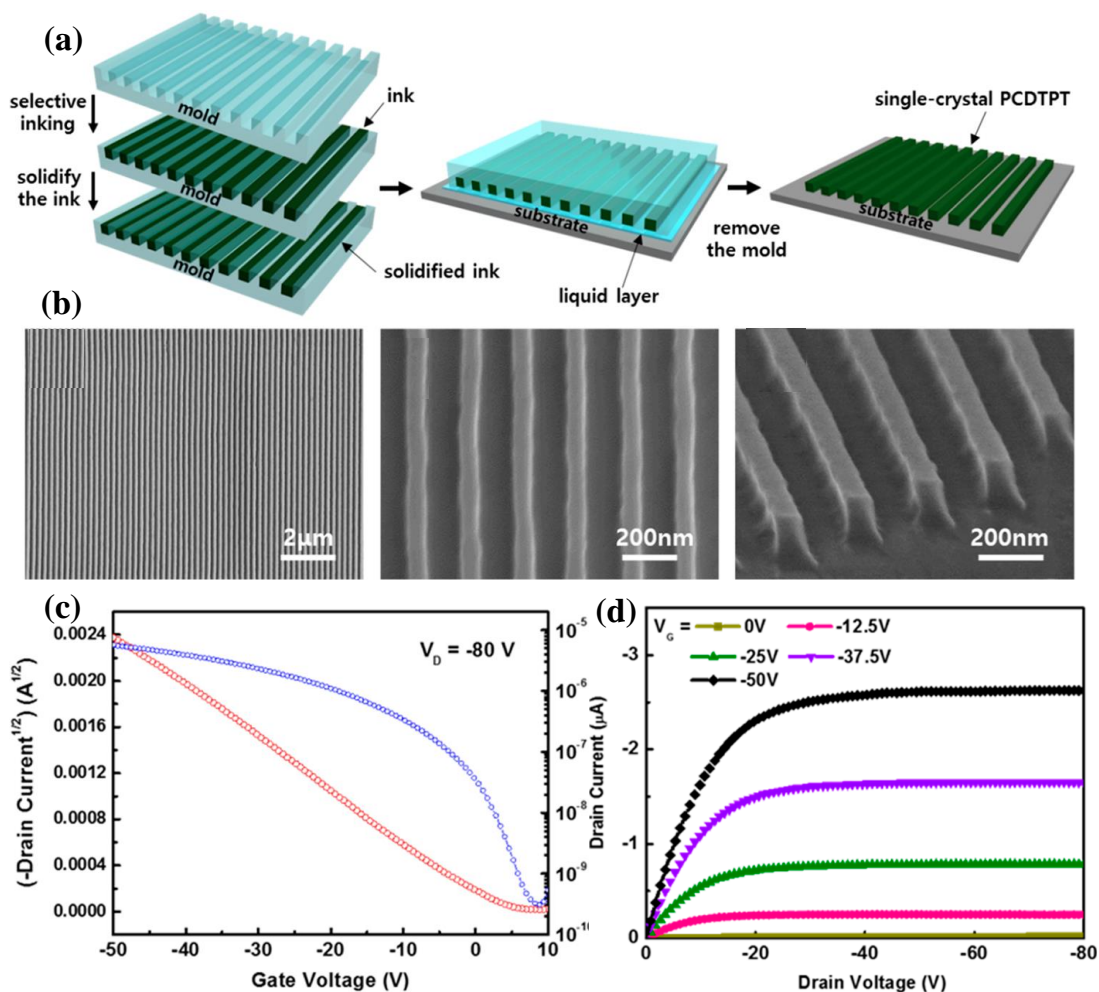 (a)
mold
selective
inking
ink
mold
solidify
the ink
mold
solidified ink
substrate
liquid layer
remove
the mold
single-crystal PCDTPT
substrate
(b)
2μm
200nm
200nm
(c)
V_D = -80 V
(-Drain Current^1/2) (A^1/2)
0.0024
0.0020
0.0016
0.0012
0.0008
0.0004
0.0000
10^-5
10^-6
10^-7
10^-8
10^-9
10^-10
-50 -40 -30 -20 -10 0 10
Gate Voltage (V)
(d)
V_G = 0V -12.5V
-25V -37.5V
-50V
Drain Current (μA)
-3
-2
-1
0
0 -20 -40 -60 -80
Drain Voltage (V)